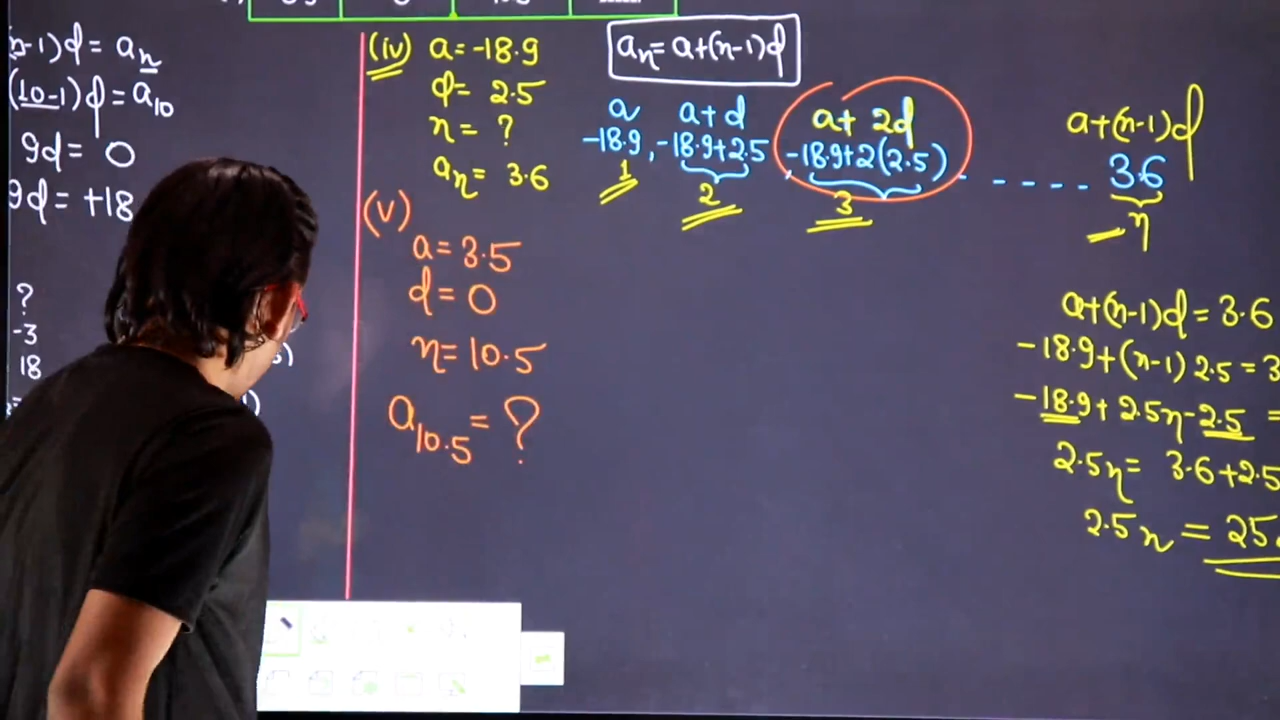 n-1)d = aₙ
(10-1)d = a₁₀
9d = 0
9d = +18
?
-3
18
(iv) a = -18.9
d = 2.5
n = ?
aₙ = 3.6
(v)
a = 3.5
d = 0
n = 10.5
a₁₀.₅ = ?
aₙ = a+(n-1)d
a a+d a+2d a+(n-1)d
-18.9, -18.9+2.5, -18.9+2(2.5) - - - - - 3.6
1 2 3 n
a+(n-1)d = 3.6
-18.9+(n-1)2.5 = 3
-18.9+2.5n-2.5 =
2.5n = 3.6+2.5
2.5n = 25.